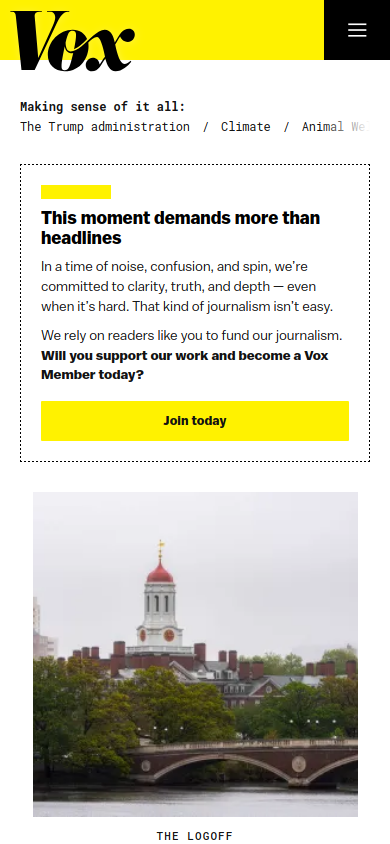 Vox
Making sense of it all:
The Trump administration / Climate / Animal We
This moment demands more than
headlines
In a time of noise, confusion, and spin, we're
committed to clarity, truth, and depth — even
when it's hard. That kind of journalism isn't easy.
We rely on readers like you to fund our journalism.
Will you support our work and become a Vox
Member today?
Join today
THE LOGOFF